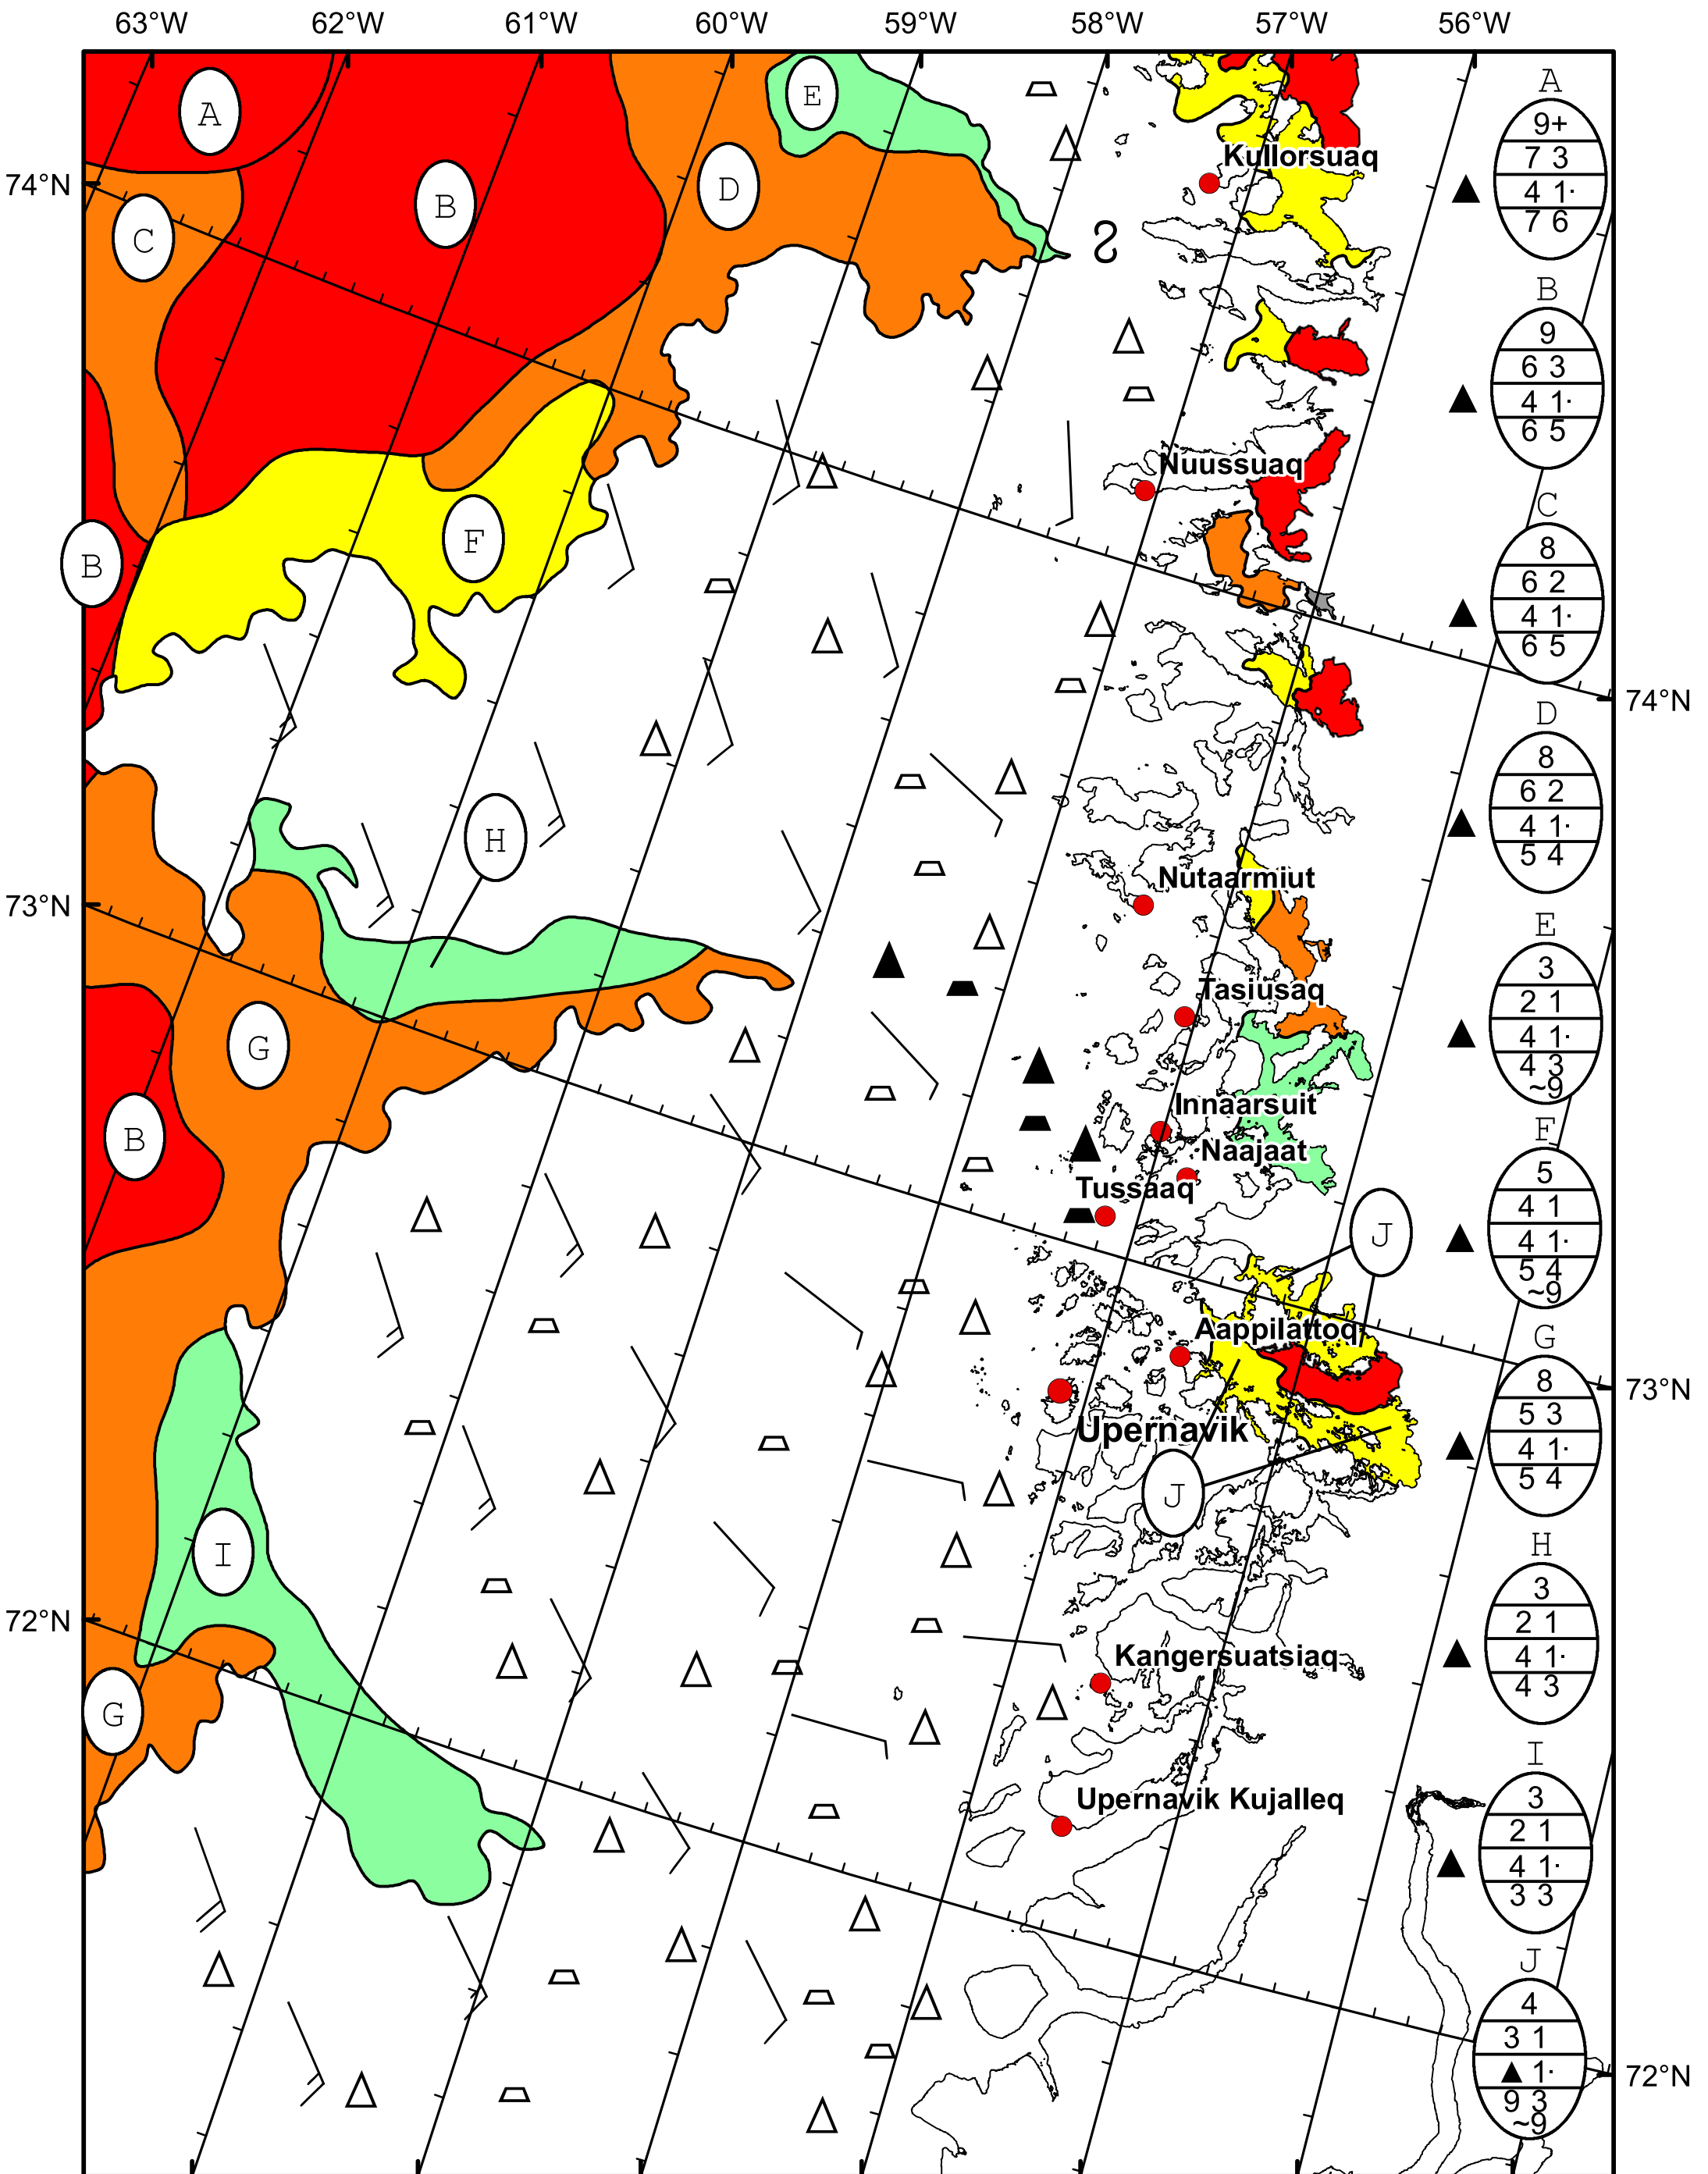 63°W 62°W 61°W 60°W 59°W 58°W 57°W 56°W
A
9+
7 3
4 1·
7 6
E
A
Kullorsuaq
74°N
D
B
C
B
9
6 3
4 1·
6 5
Nuussuaq
C
8
6 2
4 1·
6 5
F
B
74°N
D
8
6 2
4 1·
5 4
H
Nutaarmiut
73°N
E
3
2 1
4 1·
4 3
~9
Tasiusaq
G
Innaarsuit
B
Naajaat
Tussaaq
F
5
4 1
4 1·
5 4
~9
J
Aappilattoq
G
8
5 3
4 1·
5 4
73°N
Upernavik
J
I
H
3
2 1
4 1·
4 3
72°N
Kangersuatsiaq
G
I
3
2 1
4 1·
3 3
Upernavik Kujalleq
J
4
3 1
▲ 1·
9 3
~9
72°N